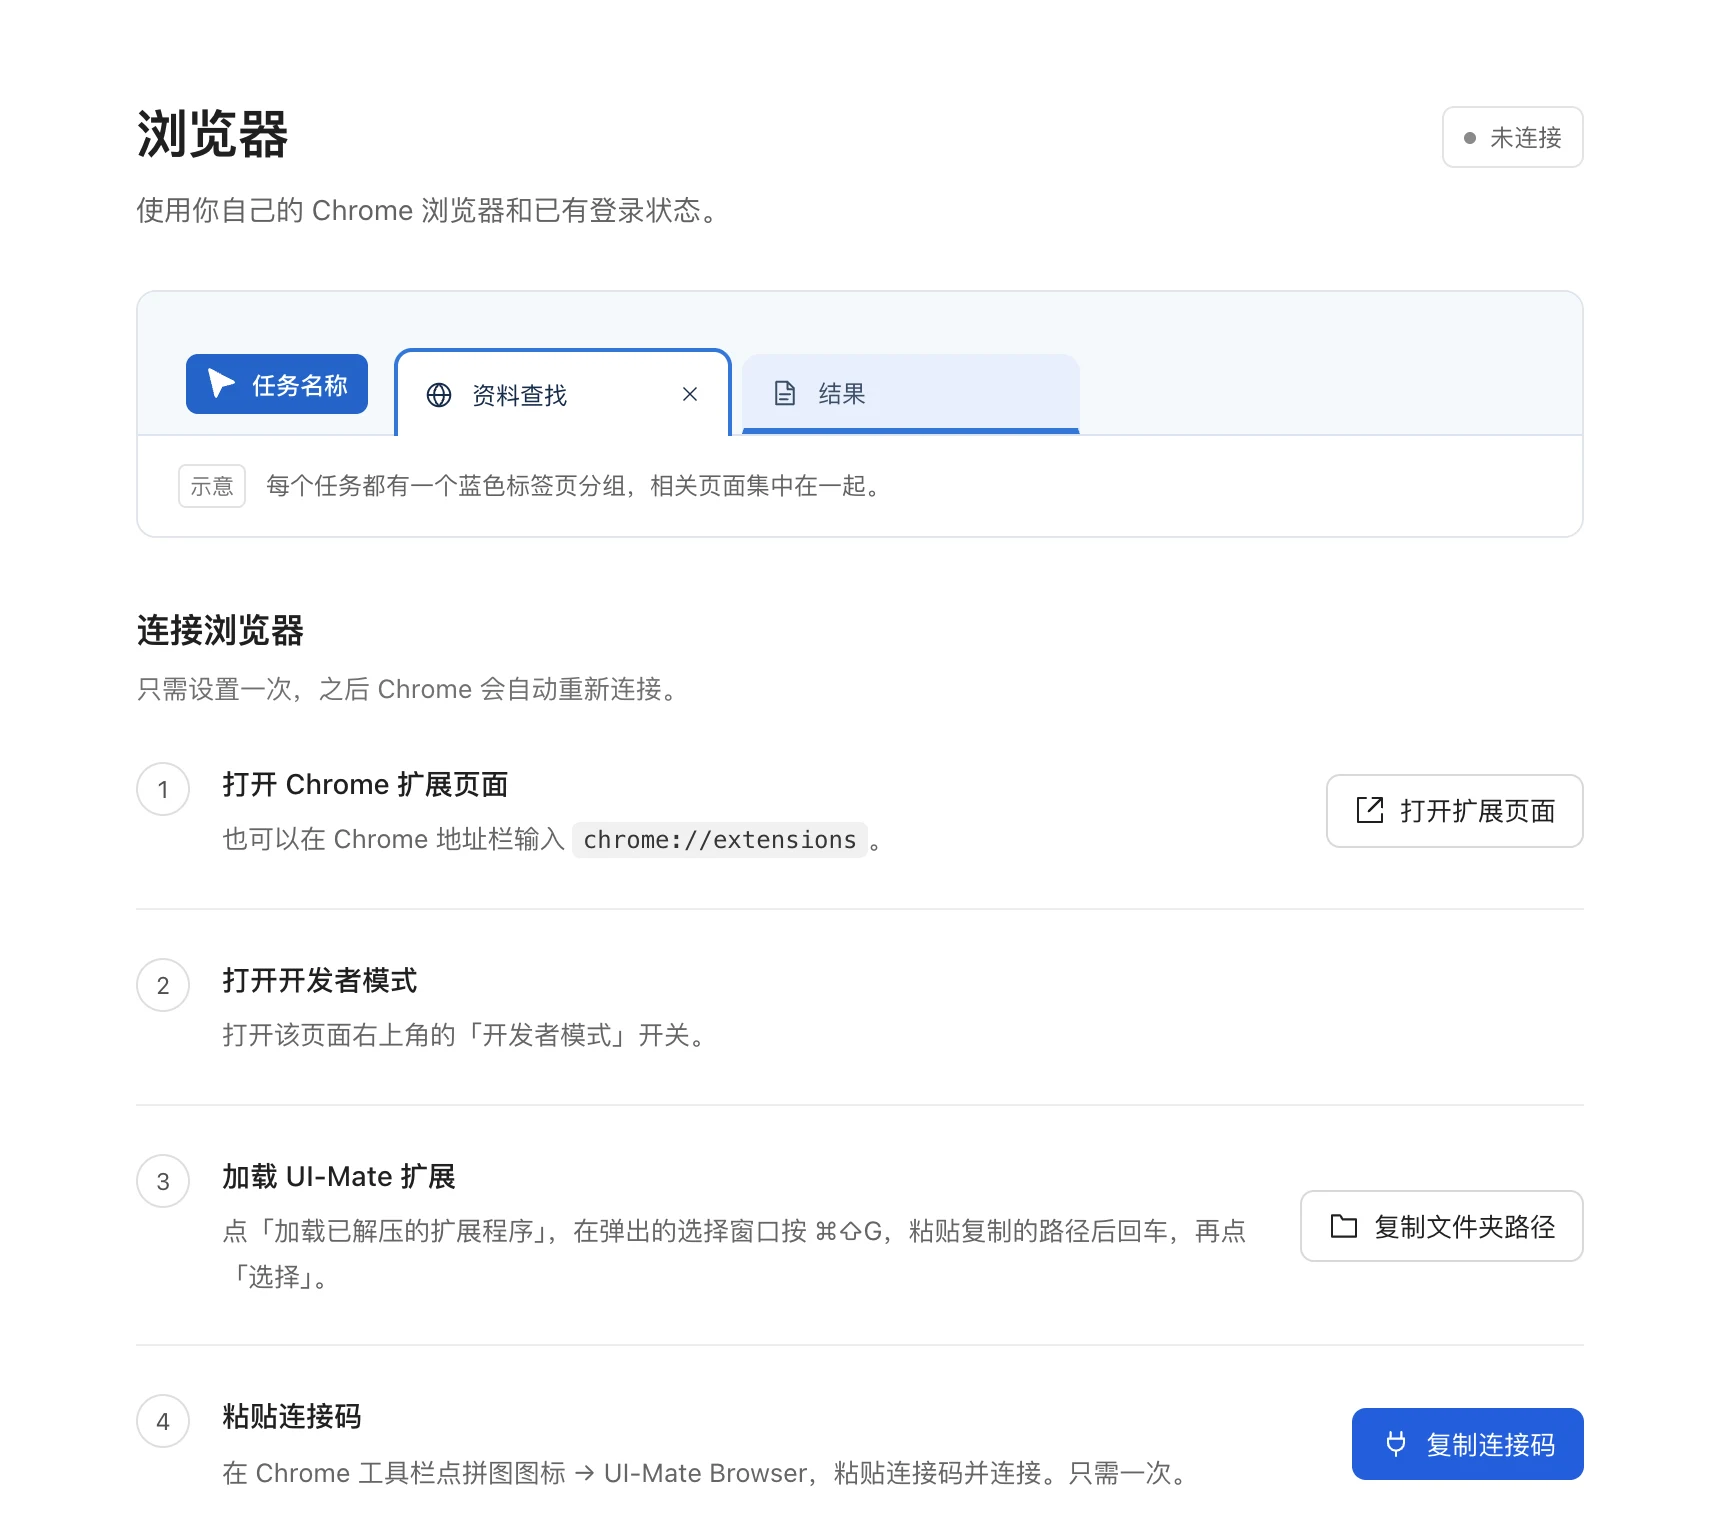 浏览器
未连接
使用你自己的 Chrome 浏览器和已有登录状态。
任务名称
资料查找
结果
示意
每个任务都有一个蓝色标签页分组，相关页面集中在一起。
连接浏览器
只需设置一次，之后 Chrome 会自动重新连接。
1
打开 Chrome 扩展页面
也可以在 Chrome 地址栏输入 chrome://extensions 。
打开扩展页面
2
打开开发者模式
打开该页面右上角的「开发者模式」开关。
3
加载 UI-Mate 扩展
点「加载已解压的扩展程序」，在弹出的选择窗口按 ⌘⇧G，粘贴复制的路径后回车，再点
「选择」。
复制文件夹路径
4
粘贴连接码
在 Chrome 工具栏点拼图图标 → UI-Mate Browser，粘贴连接码并连接。只需一次。
复制连接码